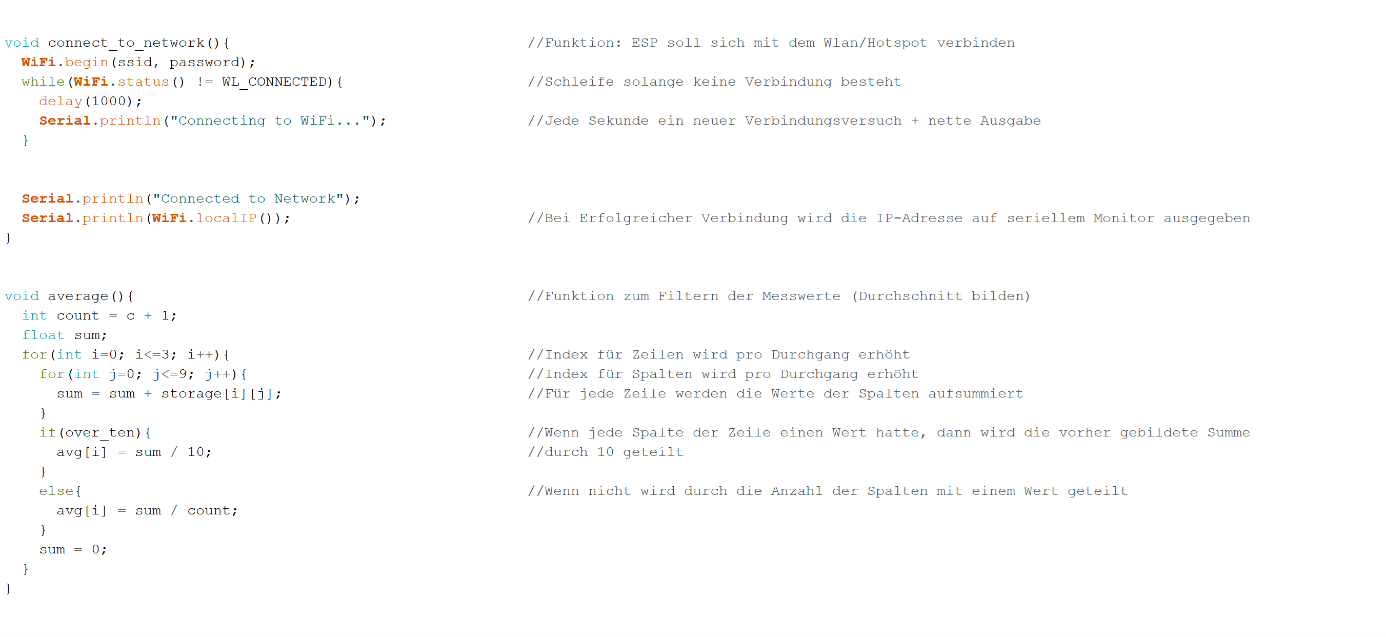 void connect_to_network(){ //Funktion: ESP soll sich mit dem Wlan/Hotspot verbinden
WiFi.begin(ssid, password);
while(WiFi.status() != WL_CONNECTED){ //Schleife solange keine Verbindung besteht
delay(1000);
Serial.println("Connecting to WiFi..."); //Jede Sekunde ein neuer Verbindungsversuch + nette Ausgabe
}
Serial.println("Connected to Network");
Serial.println(WiFi.localIP()); //Bei Erfolgreicher Verbindung wird die IP-Adresse auf seriellem Monitor ausgegeben
}
void average(){ //Funktion zum Filtern der Messwerte (Durchschnitt bilden)
int count = c + 1;
float sum;
for(int i=0; i<=3; i++){ //Index für Zeilen wird pro Durchgang erhöht
for(int j=0; j<=9; j++){ //Index für Spalten wird pro Durchgang erhöht
sum = sum + storage[i][j]; //Für jede Zeile werden die Werte der Spalten aufsummiert
}
if(over_ten){ //Wenn jede Spalte der Zeile einen Wert hatte, dann wird die vorher gebildete Summe
avg[i] = sum / 10; //durch 10 geteilt
}
else{ //Wenn nicht wird durch die Anzahl der Spalten mit einem Wert geteilt
avg[i] = sum / count;
}
sum = 0;
}
}